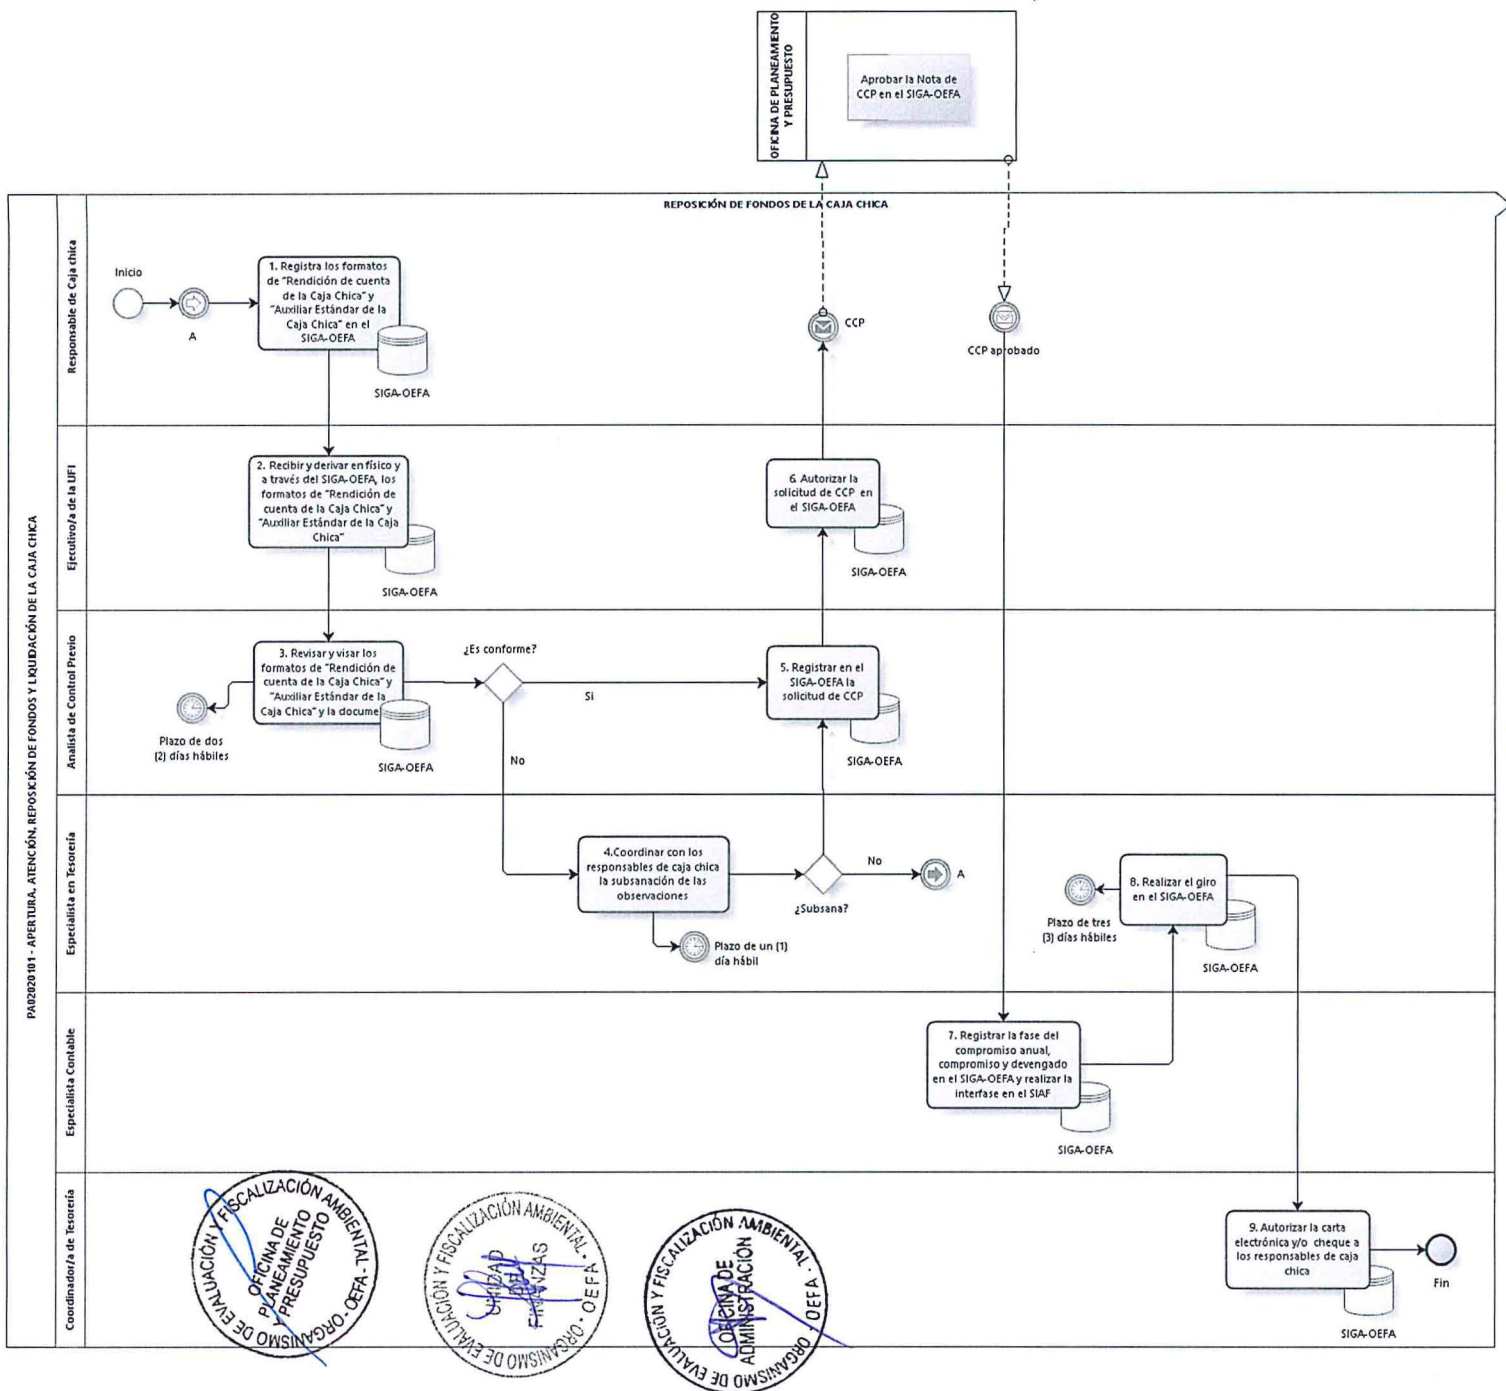 OFICINA DE PLANEAMIENTO
Y PRESUPUESTO
Aprobar la Nota de
CCP en el SIGA-OEFA
REPOSICIÓN DE FONDOS DE LA CAJA CHICA
PA02020101 - APERTURA, ATENCIÓN, REPOSICIÓN DE FONDOS Y LIQUIDACIÓN DE LA CAJA CHICA
Responsable de Caja chica
Inicio
A
1. Registra los formatos
de "Rendición de cuenta
de la Caja Chica" y
"Auxiliar Estándar de la
Caja Chica" en el
SIGA-OEFA
SIGA-OEFA
CCP
CCP aprobado
Ejecutivo/a de la UFI
2. Recibir y derivar en físico y
a través del SIGA-OEFA, los
formatos de "Rendición de
cuenta de la Caja Chica" y
"Auxiliar Estándar de la Caja
Chica"
SIGA-OEFA
6. Autorizar la
solicitud de CCP en
el SIGA-OEFA
SIGA-OEFA
Analista de Control Previo
3. Revisar y visar los
formatos de "Rendición de
cuenta de la Caja Chica" y
"Auxiliar Estándar de la
Caja Chica" y la docume
SIGA-OEFA
Plazo de dos
(2) días hábiles
¿Es conforme?
Si
No
5. Registrar en el
SIGA-OEFA la
solicitud de CCP
SIGA-OEFA
Especialista en Tesorería
4.Coordinar con los
responsables de caja chica
la subsanación de las
observaciones
Plazo de un (1)
día hábil
¿Subsana?
No
A
8. Realizar el giro
en el SIGA-OEFA
SIGA-OEFA
Plazo de tres
(3) días hábiles
Especialista Contable
7. Registrar la fase del
compromiso anual,
compromiso y devengado
en el SIGA-OEFA y realizar la
interfase en el SIAF
SIGA-OEFA
Coordinador/a de Tesorería
9. Autorizar la carta
electrónica y/o cheque a
los responsables de caja
chica
SIGA-OEFA
Fin
ORGANISMO DE EVALUACIÓN Y FISCALIZACIÓN AMBIENTAL - OEFA -
OFICINA DE
PLANEAMIENTO
Y
PRESUPUESTO
ORGANISMO DE EVALUACIÓN Y FISCALIZACIÓN AMBIENTAL - OEFA -
UNIDAD
DE
FINANZAS
ORGANISMO DE EVALUACIÓN Y FISCALIZACIÓN AMBIENTAL - OEFA -
OFICINA DE
ADMINISTRACIÓN